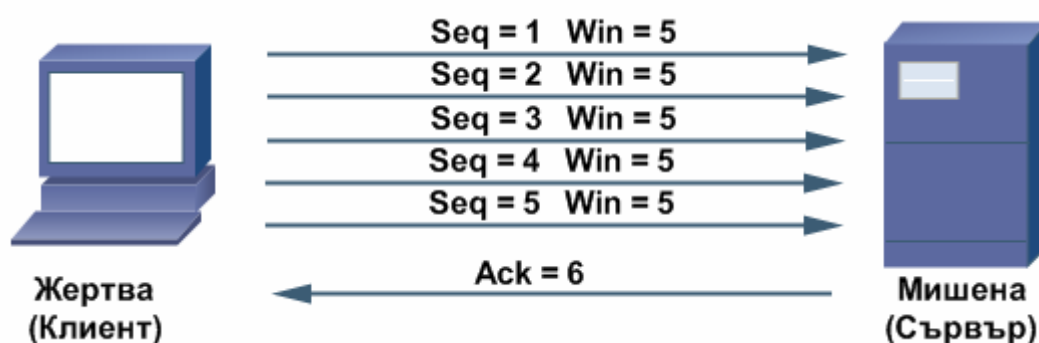 Seq = 1 Win = 5
Seq = 2 Win = 5
Seq = 3 Win = 5
Seq = 4 Win = 5
Seq = 5 Win = 5
Ack = 6
Жертва
(Клиент)
Мишена
(Сървър)